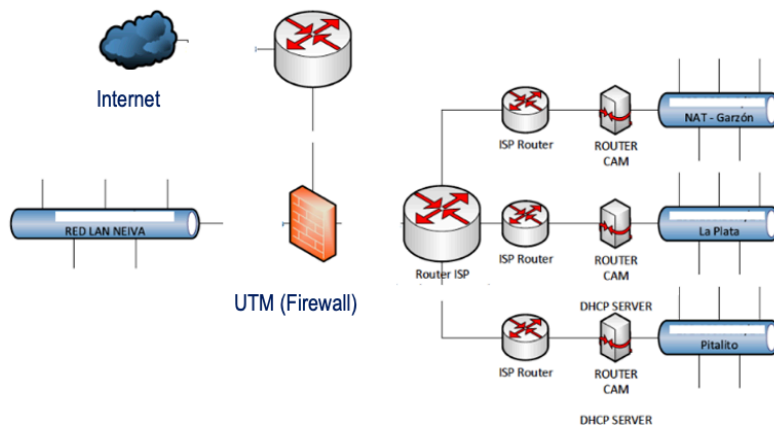 Internet
RED LAN NEIVA
UTM (Firewall)
Router ISP
ISP Router
ROUTER
CAM
NAT - Garzón
ISP Router
ROUTER
CAM
La Plata
DHCP SERVER
ISP Router
ROUTER
CAM
Pitalito
DHCP SERVER